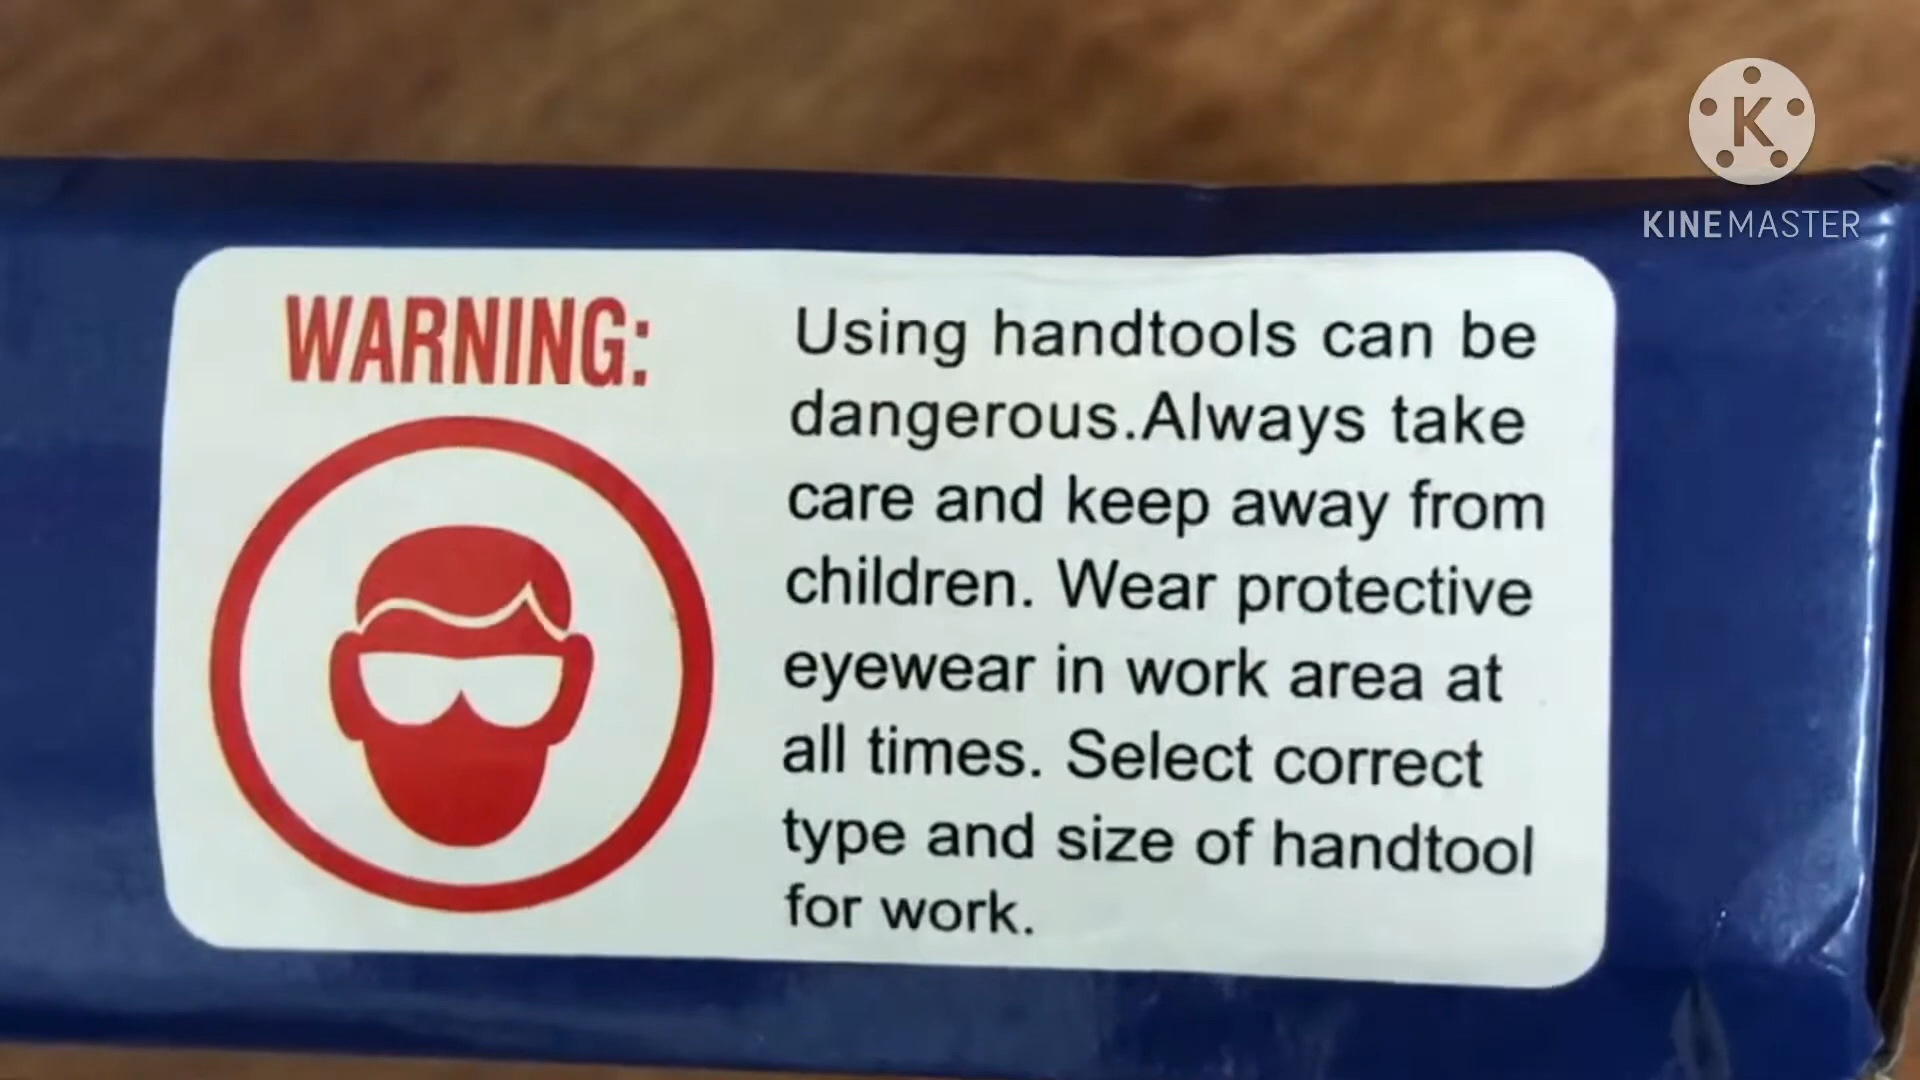 K
KINEMASTER
WARNING:
Using handtools can be
dangerous.Always take
care and keep away from
children. Wear protective
eyewear in work area at
all times. Select correct
type and size of handtool
for work.